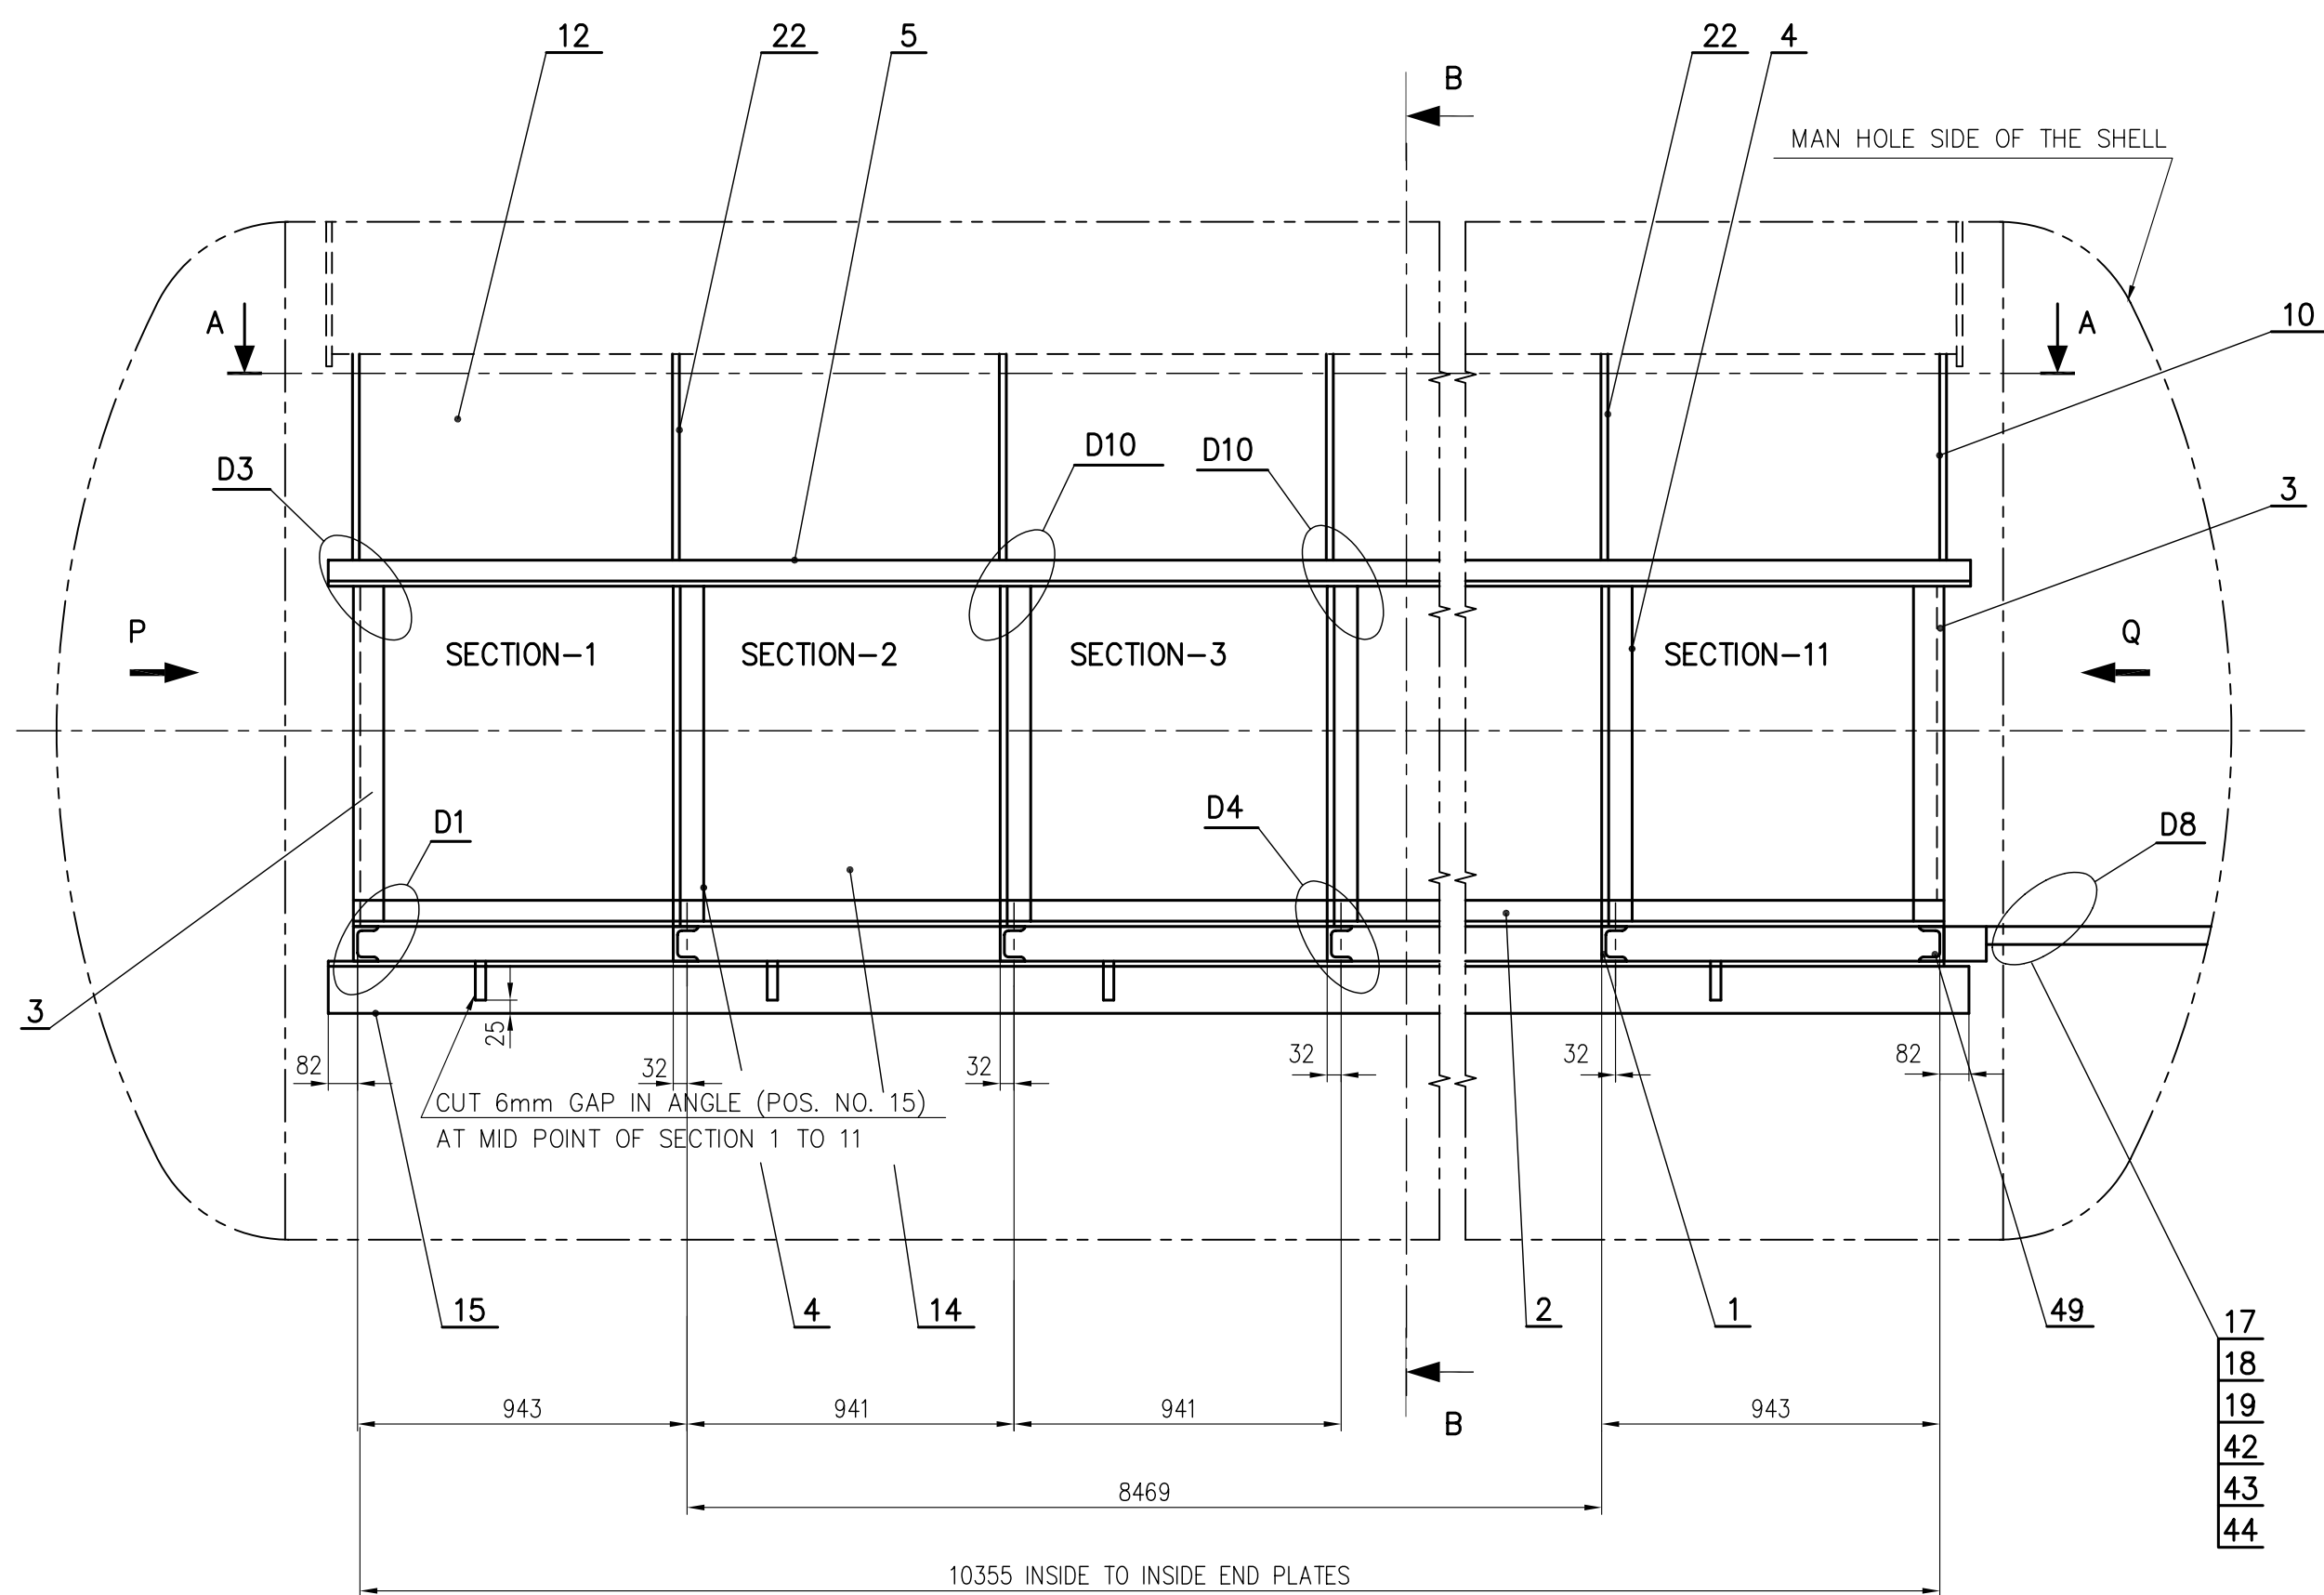 12
22
5
22
4
B
MAN HOLE SIDE OF THE SHELL
A
A
10
D3
D10
D10
3
P
SECTION-1
SECTION-2
SECTION-3
SECTION-11
Q
D1
D4
D8
3
25
82
32
32
32
32
82
CUT 6mm GAP IN ANGLE (POS. NO. 15)
AT MID POINT OF SECTION 1 TO 11
15
4
14
2
1
49
17
18
19
42
43
44
943
941
941
943
B
8469
10355 INSIDE TO INSIDE END PLATES